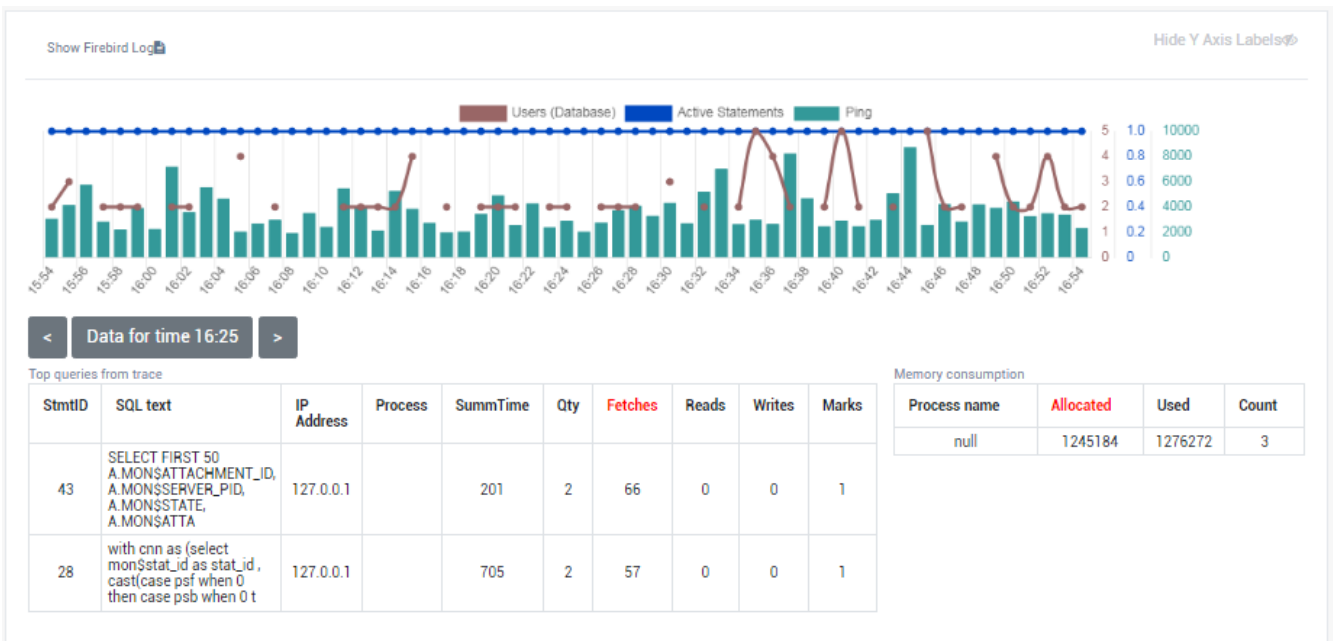 Show Firebird Log
Hide Y Axis Labels
Users (Database) Active Statements Ping
5 1.0 10000
4 0.8 8000
3 0.6 6000
2 0.4 4000
1 0.2 2000
0 0 0
15:54 15:56 15:58 16:00 16:02 16:04 16:06 16:08 16:10 16:12 16:14 16:16 16:18 16:20 16:22 16:24 16:26 16:28 16:30 16:32 16:34 16:36 16:38 16:40 16:42 16:44 16:46 16:48 16:50 16:52 16:54
< Data for time 16:25 >
Top queries from trace
StmtID SQL text IP Address Process SummTime Qty Fetches Reads Writes Marks
43
SELECT FIRST 50
A.MON$ATTACHMENT_ID,
A.MON$SERVER_PID,
A.MON$STATE,
A.MON$ATTA
127.0.0.1 201 2 66 0 0 1
28
with cnn as (select
mon$stat_id as stat_id ,
cast(case psf when 0
then case psb when 0 t
127.0.0.1 705 2 57 0 0 1
Memory consumption
Process name Allocated Used Count
null 1245184 1276272 3